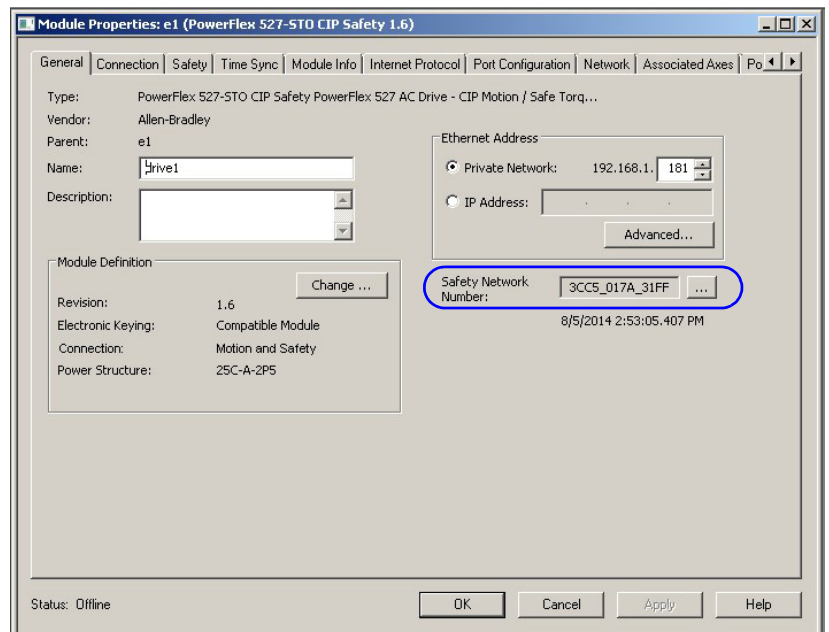 Module Properties: e1 (PowerFlex 527-STO CIP Safety 1.6)
General Connection Safety Time Sync Module Info Internet Protocol Port Configuration Network Associated Axes Po
Type: PowerFlex 527-STO CIP Safety PowerFlex 527 AC Drive - CIP Motion / Safe Torq...
Vendor: Allen-Bradley
Parent: e1
Name: Drive1
Description:
Ethernet Address
Private Network: 192.168.1. 181
IP Address: . . .
Advanced...
Module Definition
Change ...
Revision: 1.6
Electronic Keying: Compatible Module
Connection: Motion and Safety
Power Structure: 25C-A-2P5
Safety Network
Number: 3CC5_017A_31FF ...
8/5/2014 2:53:05.407 PM
Status: Offline
OK Cancel Apply Help